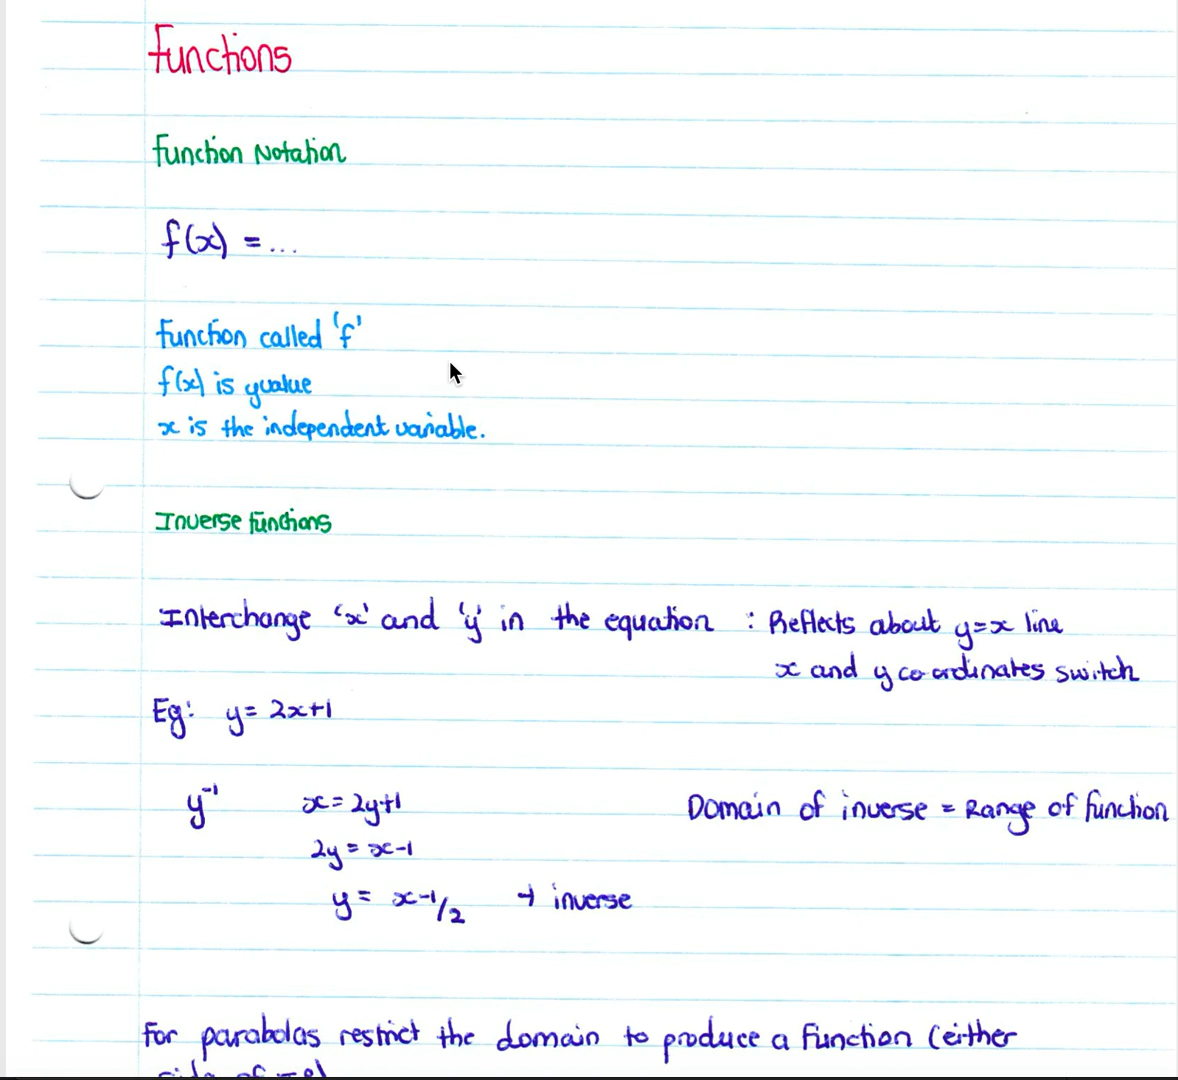 Functions
Function Notation
f(x) = ...
Function called 'f'
f(x) is y value
x is the independent variable.
Inverse functions
Interchange 'x' and 'y' in the equation : Reflects about y=x line
x and y co-ordinates switch
Eg: y = 2x+1
y⁻¹ x = 2y+1 Domain of inverse = Range of function
2y = x-1
y = x-1/2 → inverse
For parabolas restrict the domain to produce a function (either
side of